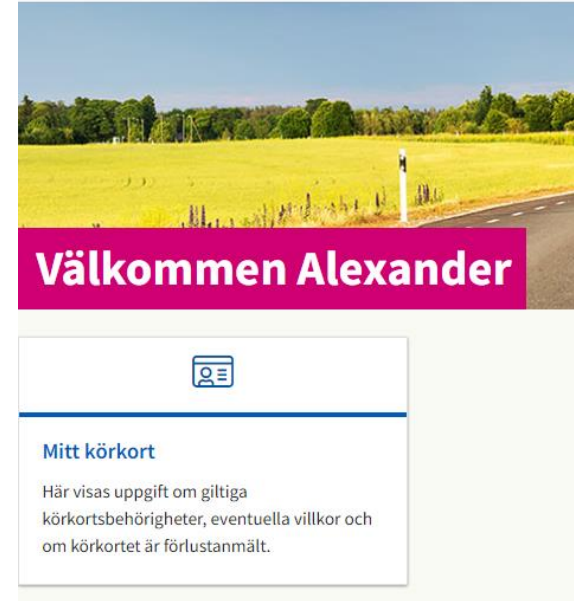 Välkommen Alexander
Mitt körkort
Här visas uppgift om giltiga
körkortsbehörigheter, eventuella villkor och
om körkortet är förlustanmält.